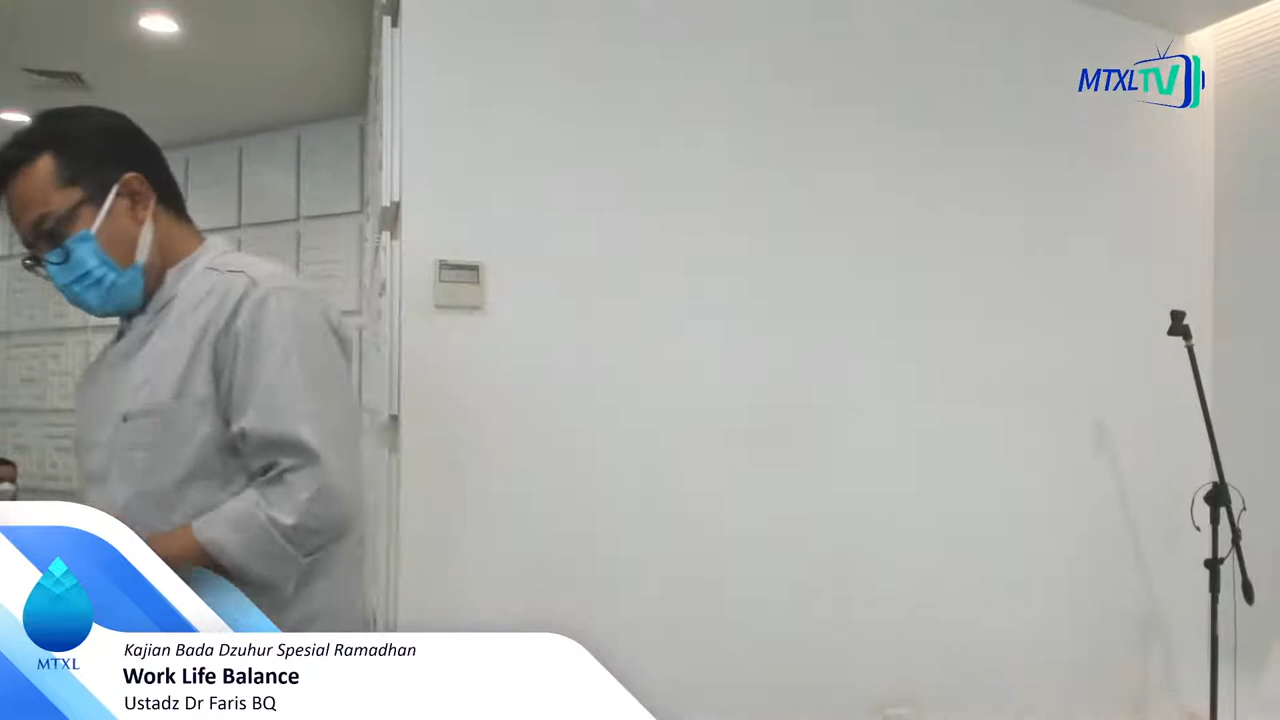 MTXLTV
MTXL
Kajian Bada Dzuhur Spesial Ramadhan
Work Life Balance
Ustadz Dr Faris BQ